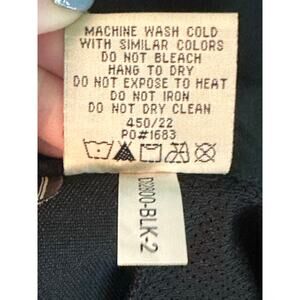 MACHINE WASH COLD
WITH SIMILAR COLORS
DO NOT BLEACH
HANG TO DRY
DO NOT EXPOSE TO HEAT
DO NOT IRON
DO NOT DRY CLEAN
450/22
PO#1683
D2800-BLK-2